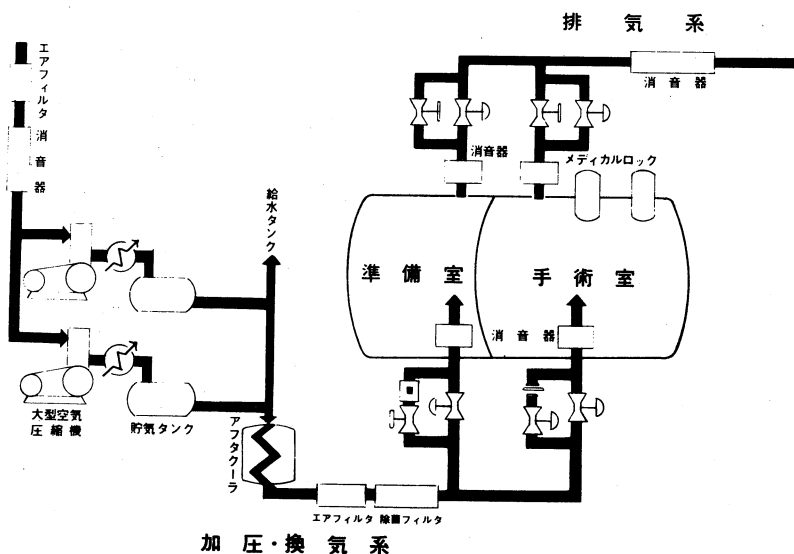 排気系
エアフィルタ
消音器
消音器
消音器
メディカルロック
給水タンク
準備室
手術室
消音器
大型空気
圧縮機
貯気タンク
アフタクーラ
エアフィルタ
除菌フィルタ
加圧・換気系